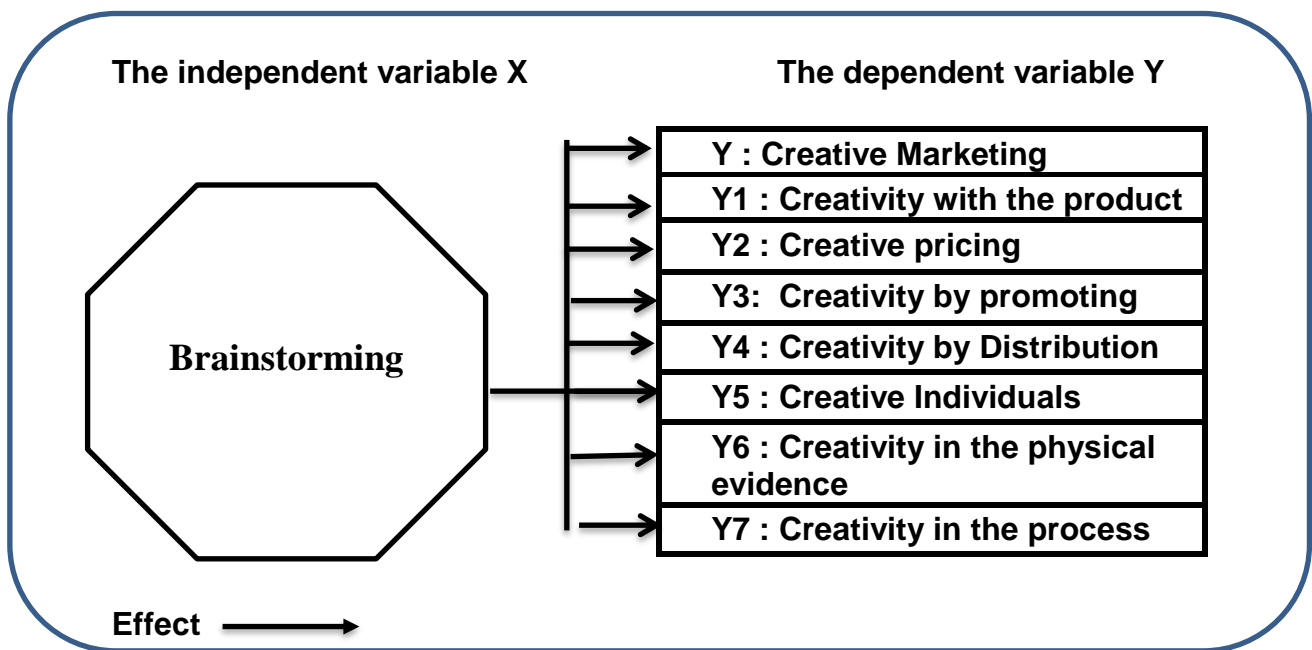 The independent variable X
The dependent variable Y
Brainstorming
Y : Creative Marketing
Y1 : Creativity with the product
Y2 : Creative pricing
Y3:  Creativity by promoting
Y4 : Creativity by Distribution
Y5 : Creative Individuals
Y6 : Creativity in the physical
evidence
Y7 : Creativity in the process
Effect